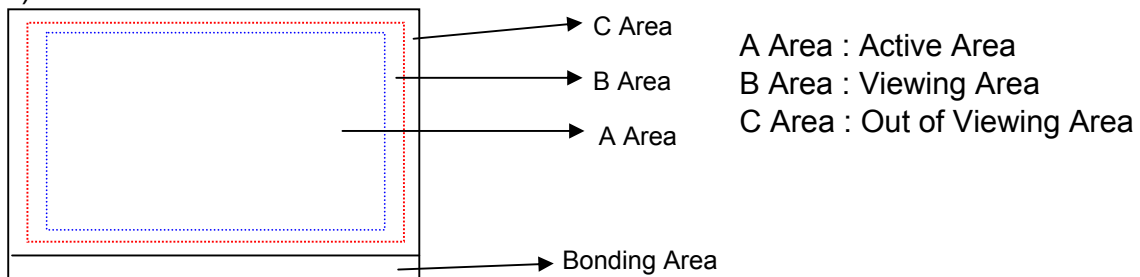 C Area
B Area
A Area
Bonding Area
A Area : Active Area
B Area : Viewing Area
C Area : Out of Viewing Area